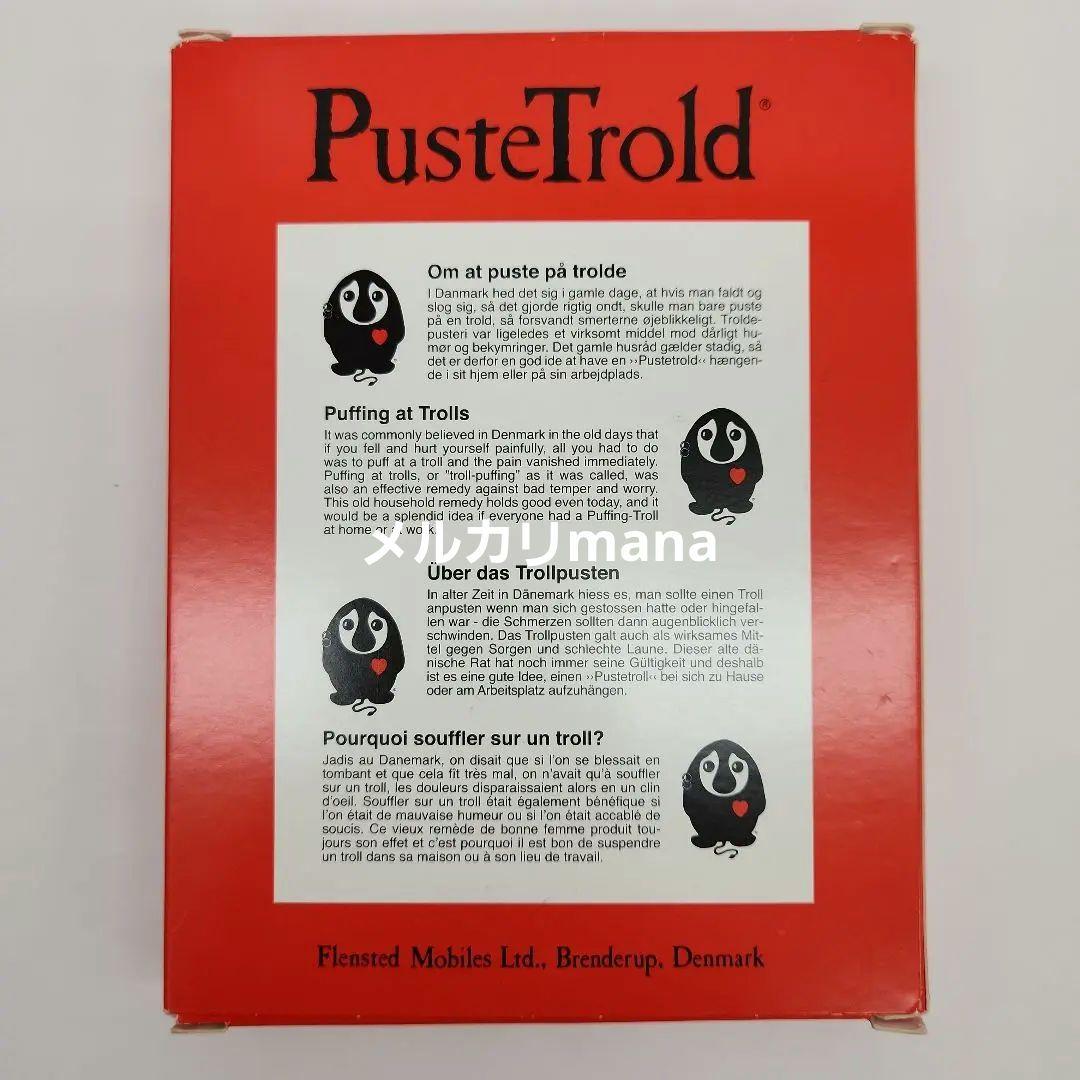 PusteTrold®
Om at puste på trolde
I Danmark hed det sig i gamle dage, at hvis man faldt og
slog sig, så det gjorde rigtig ondt, skulle man bare puste
på en trold, så forsvandt smerterne øjeblikkeligt. Trolde-
pusteri var ligeledes et virksomt middel mod dårligt hu-
mør og bekymringer. Det gamle husråd gælder stadig, så
det er derfor en god ide at have en ››Pustetrold‹‹ hængen-
de i sit hjem eller på sin arbejdplads.
Puffing at Trolls
It was commonly believed in Denmark in the old days that
if you fell and hurt yourself painfully, all you had to do
was to puff at a troll and the pain vanished immediately.
Puffing at trolls, or "troll-puffing" as it was called, was
also an effective remedy against bad temper and worry.
This old household remedy holds good even today, and it
would be a splendid idea if everyone had a Puffing-Troll
at home or at work.
メルカリmana
Über das Trollpusten
In alter Zeit in Dänemark hiess es, man sollte einen Troll
anpusten wenn man sich gestossen hatte oder hingefal-
len war - die Schmerzen sollten dann augenblicklich ver-
schwinden. Das Trollpusten galt auch als wirksames Mit-
tel gegen Sorgen und schlechte Laune. Dieser alte dä-
nische Rat hat noch immer seine Gültigkeit und deshalb
ist es eine gute Idee, einen ››Pustetroll‹‹ bei sich zu Hause
oder am Arbeitsplatz aufzuhängen.
Pourquoi souffler sur un troll?
Jadis au Danemark, on disait que si l'on se blessait en
tombant et que cela fit très mal, on n'avait qu'à souffler
sur un troll, les douleurs disparaissaient alors en un clin
d'oeil. Souffler sur un troll était également bénéfique si
l'on était de mauvaise humeur ou si l'on était accablé de
soucis. Ce vieux remède de bonne femme produit tou-
jours son effet et c'est pourquoi il est bon de suspendre
un troll dans sa maison ou à son lieu de travail.
Flensted Mobiles Ltd., Brenderup, Denmark